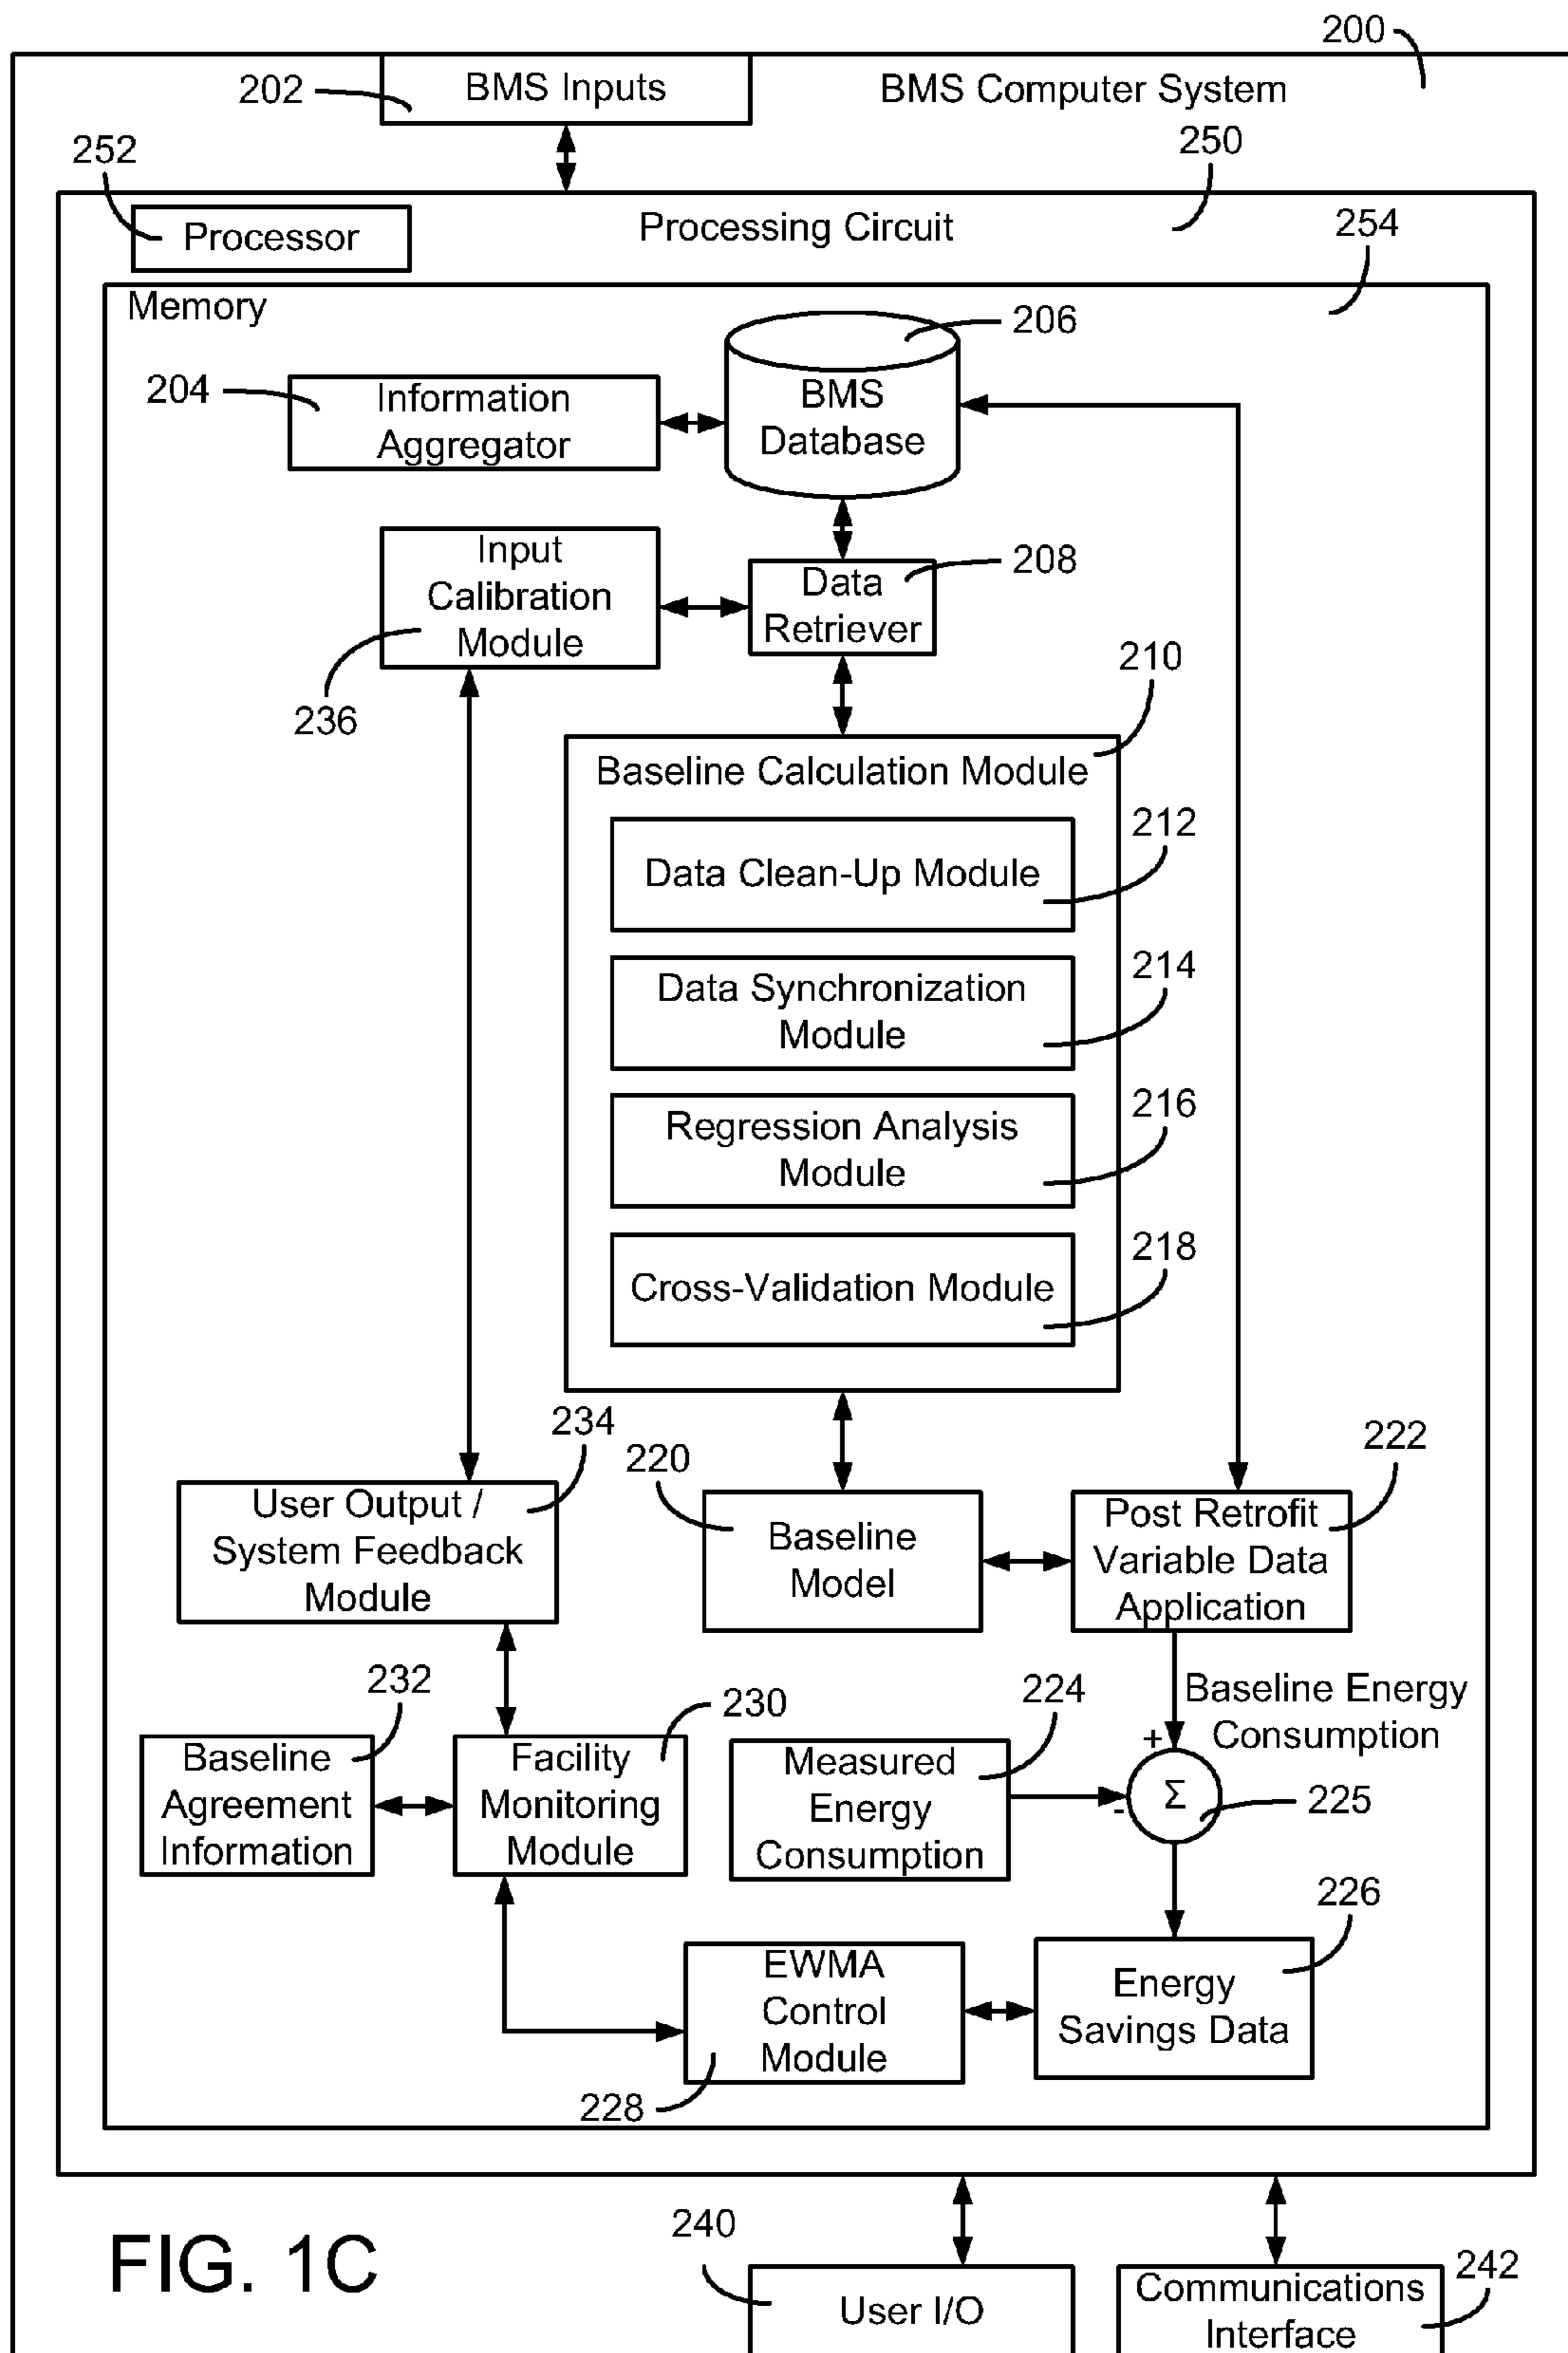 200
202
BMS Inputs
BMS Computer System
252
250
Processor
Processing Circuit
254
Memory
206
204
Information
Aggregator
BMS
Database
Input
Calibration
Module
236
Data
Retriever
208
210
Baseline Calculation Module
212
Data Clean-Up Module
214
Data Synchronization
Module
216
Regression Analysis
Module
218
Cross-Validation Module
234
User Output /
System Feedback
Module
220
Baseline
Model
222
Post Retrofit
Variable Data
Application
232
Baseline
Agreement
Information
230
Facility
Monitoring
Module
224
Measured
Energy
Consumption
Baseline Energy
Consumption
+
-
Σ
225
226
EWMA
Control
Module
228
Energy
Savings Data
FIG. 1C
240
User I/O
242
Communications
Interface